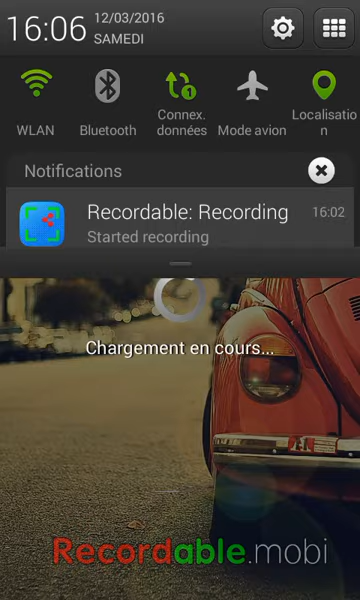 16:06
12/03/2016
SAMEDI
WLAN
Bluetooth
Connex.
données
1
Mode avion
Localisatio
n
Notifications
Recordable: Recording
16:02
Started recording
Chargement en cours...
Recordable.mobi